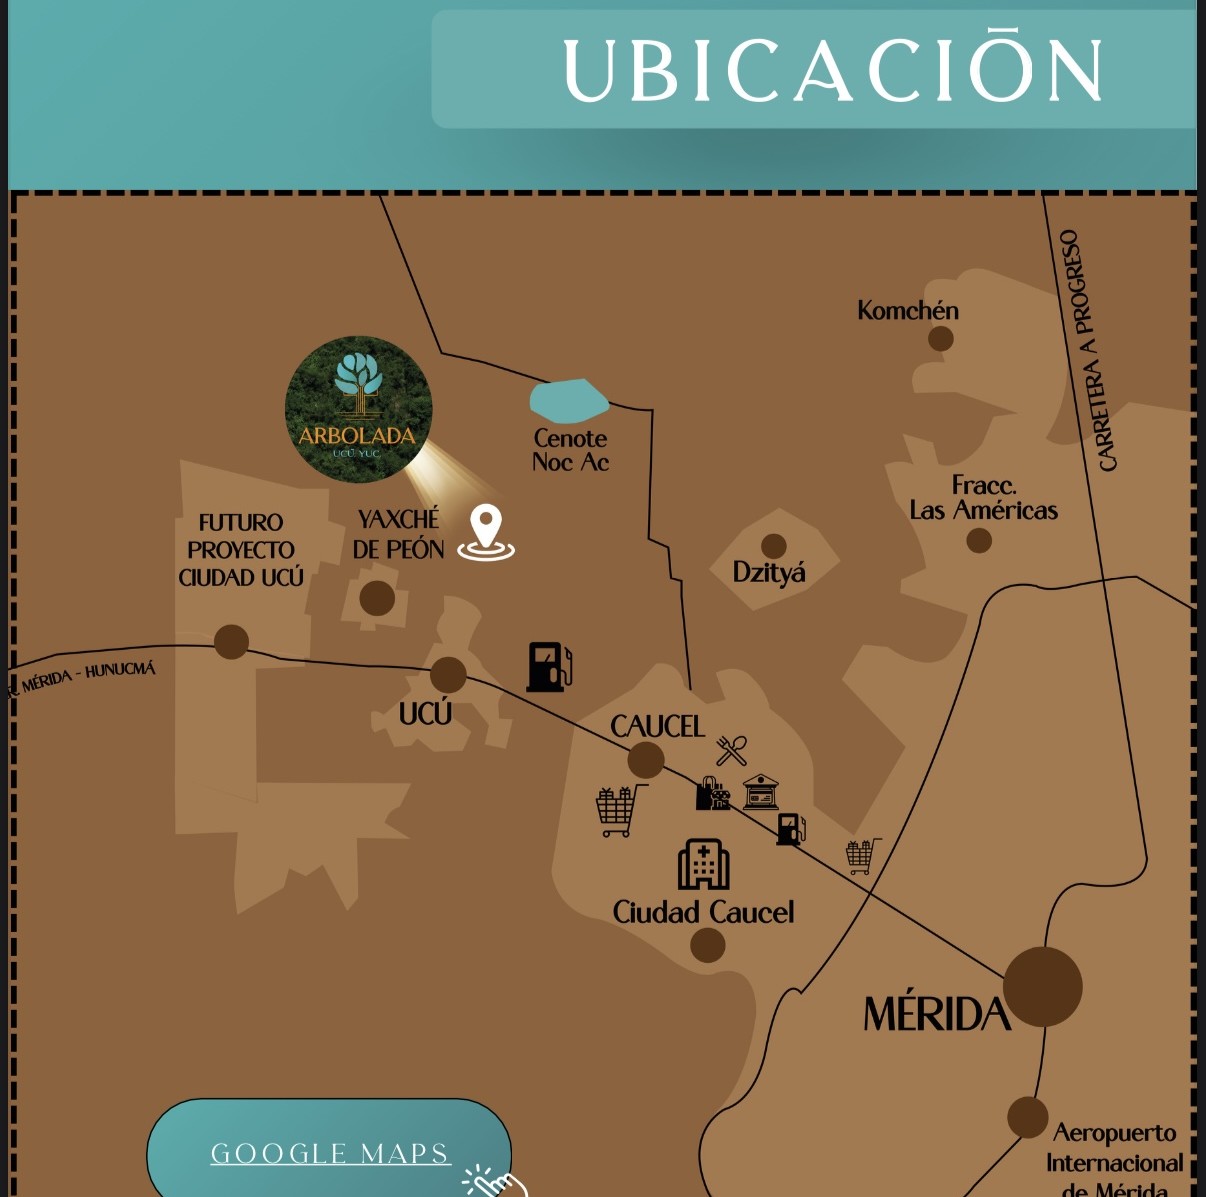 UBICACIŌN
CARRETERA A PROGRESO
Komchén
ARBOLADA
UCÚ YUC.
Cenote
Noc Ac
Fracc.
Las Américas
FUTURO
PROYECTO
CIUDAD UCÚ
YAXCHÉ
DE PEÓN
Dzityá
MÉRIDA - HUNUCMÁ
UCÚ
CAUCEL
Ciudad Caucel
MÉRIDA
Aeropuerto
Internacional
de Mérida
GOOGLE MAPS